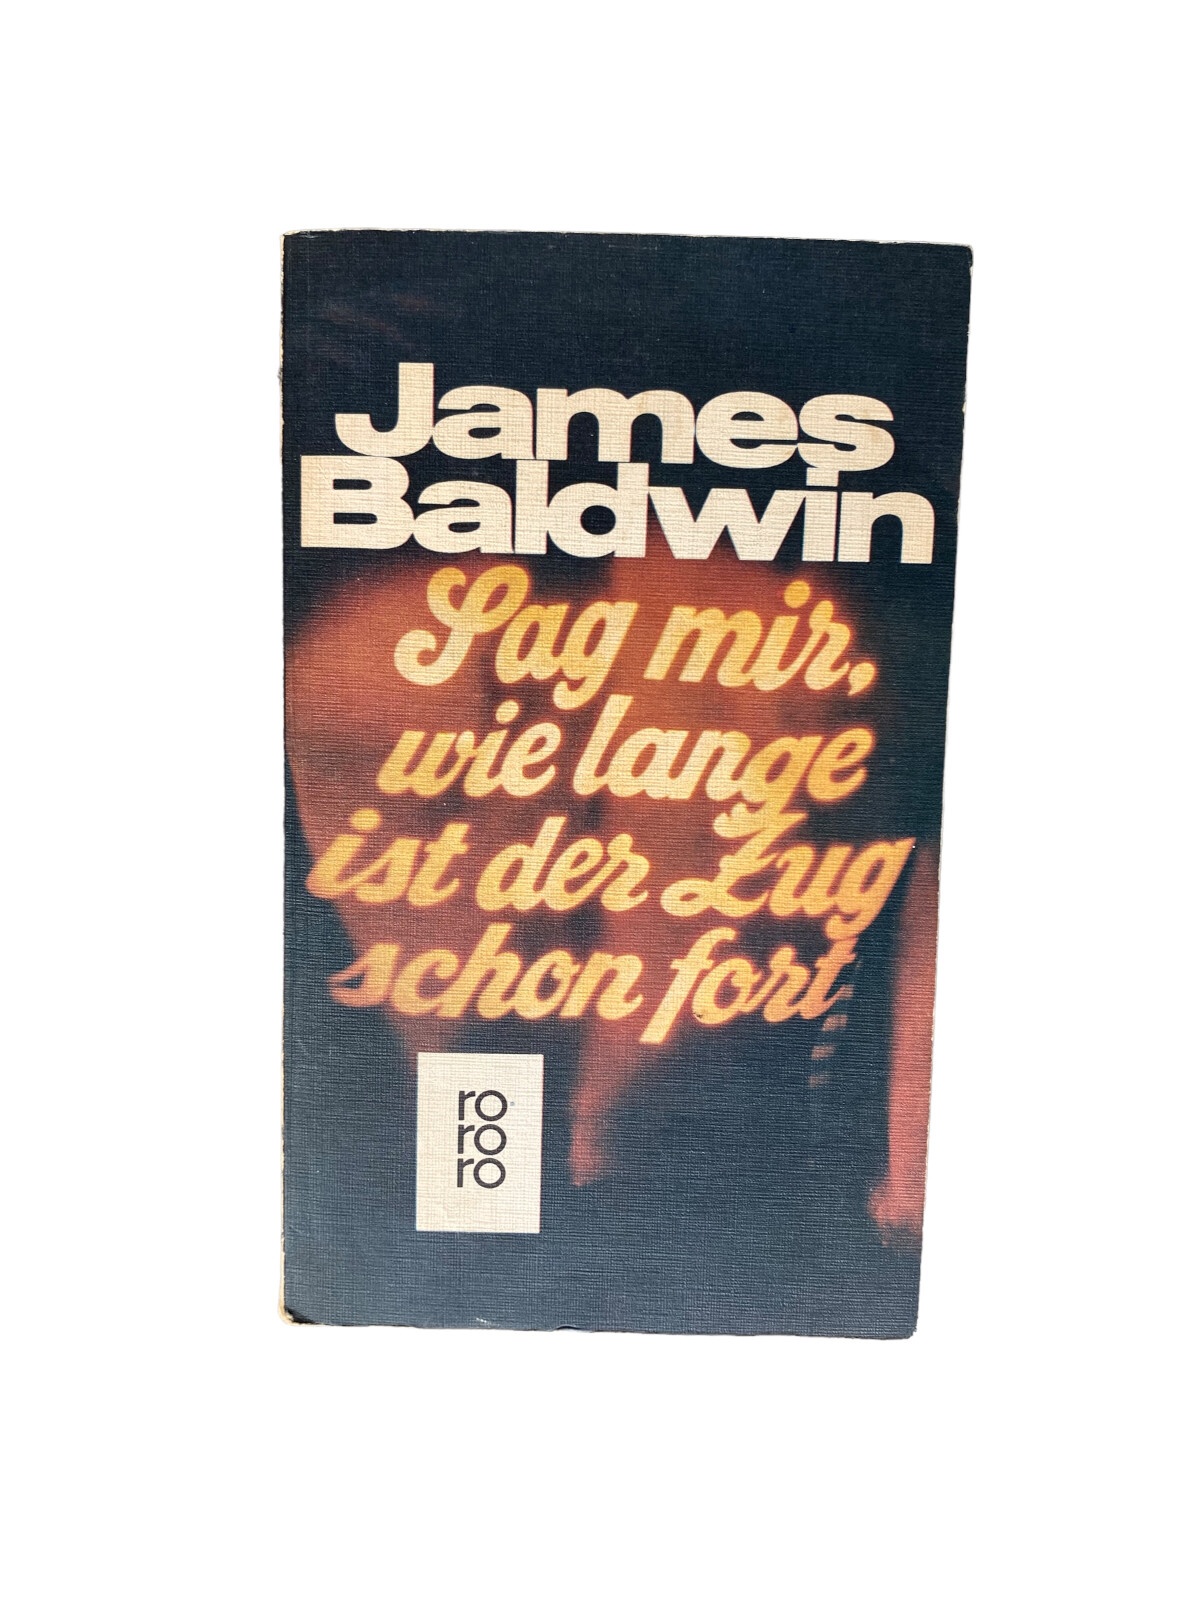 James
Baldwin
Sag mir,
wie lange
ist der Zug
schon fort
ro
ro
ro